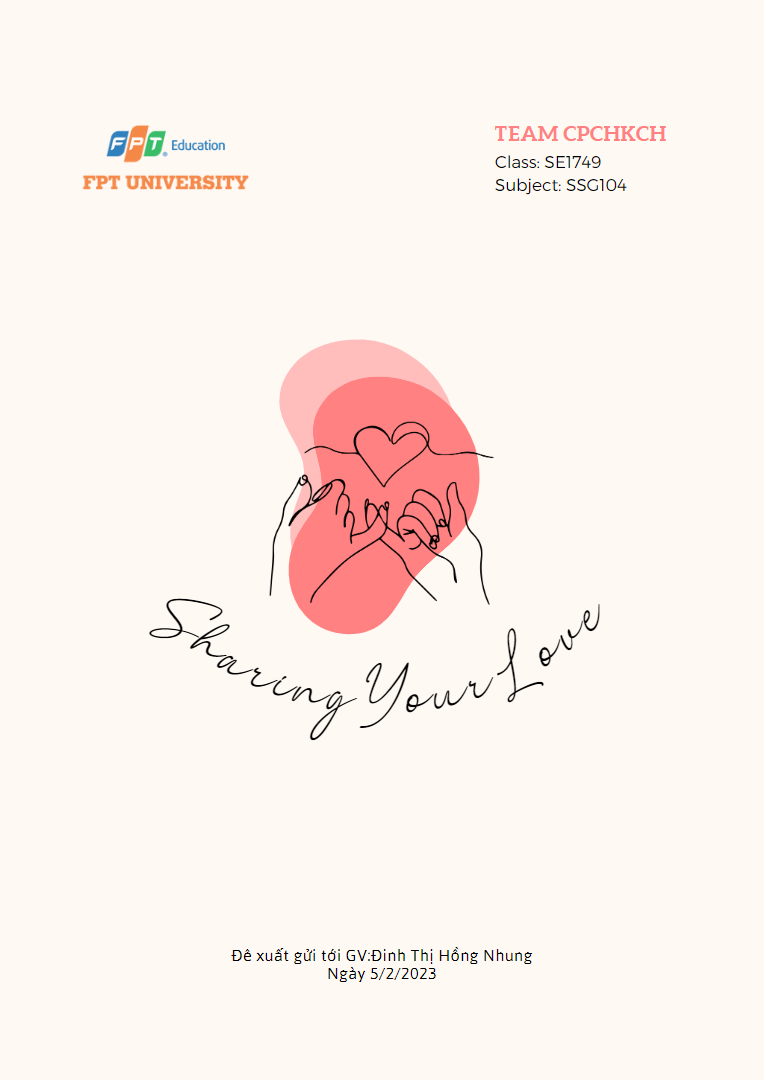 FPT Education
FPT UNIVERSITY
TEAM CPCHKCH
Class: SE1749
Subject: SSG104
Sharing Your Love
Đê xuất gửi tới GV:Đinh Thị Hồng Nhung
Ngày 5/2/2023